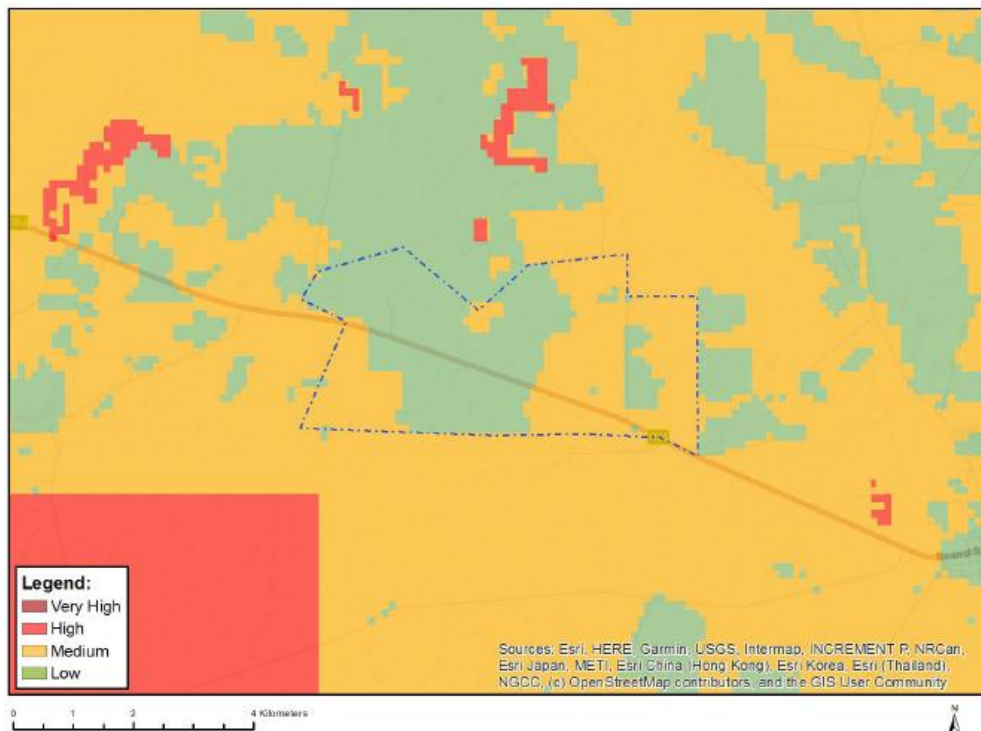 Legend:
Very High
High
Medium
Low
Sources: Esri, HERE, Garmin, USGS, Intermap, INCREMENT P, NRCan,
Esri Japan, METI, Esri China (Hong Kong), Esri Korea, Esri (Thailand),
NGCC, (c) OpenStreetMap contributors, and the GIS User Community
0 1 2 4 Kilometers
N